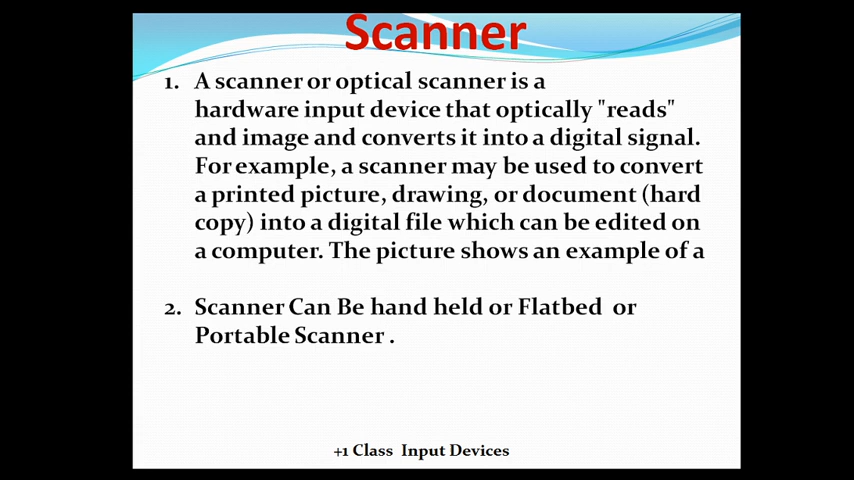 Scanner
1. A scanner or optical scanner is a
hardware input device that optically "reads"
and image and converts it into a digital signal.
For example, a scanner may be used to convert
a printed picture, drawing, or document (hard
copy) into a digital file which can be edited on
a computer. The picture shows an example of a
2. Scanner Can Be hand held or Flatbed or
Portable Scanner .
+1 Class Input Devices